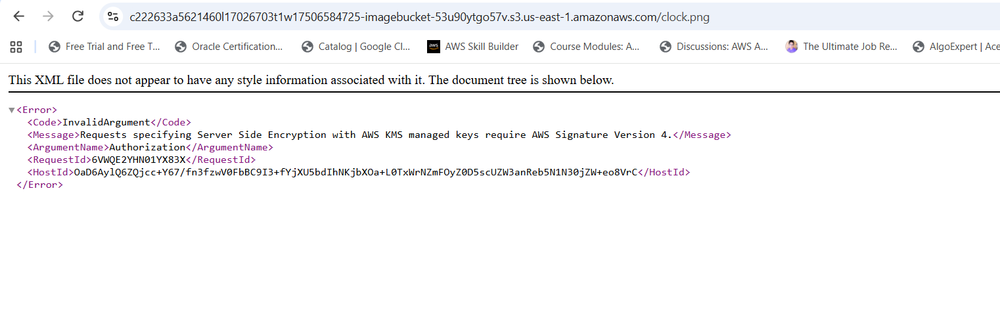 c222633a5621460l17026703t1w17506584725-imagebucket-53u90ytgo57v.s3.us-east-1.amazonaws.com/clock.png
Free Trial and Free T... Oracle Certification... Catalog | Google Cl... aws AWS Skill Builder Course Modules: A... Discussions: AWS A... The Ultimate Job Re... AlgoExpert | Ace
This XML file does not appear to have any style information associated with it. The document tree is shown below.
<Error>
<Code>InvalidArgument</Code>
<Message>Requests specifying Server Side Encryption with AWS KMS managed keys require AWS Signature Version 4.</Message>
<ArgumentName>Authorization</ArgumentName>
<RequestId>6VWQE2YHN01YX83X</RequestId>
<HostId>OaD6AylQ6ZQjcc+Y67/fn3fzwV0FbBC9I3+fYjXU5bdIhNKjbXOa+L0TxWrNZmFOyZ0D5scUZW3anReb5N1N30jZW+eo8VrC</HostId>
</Error>